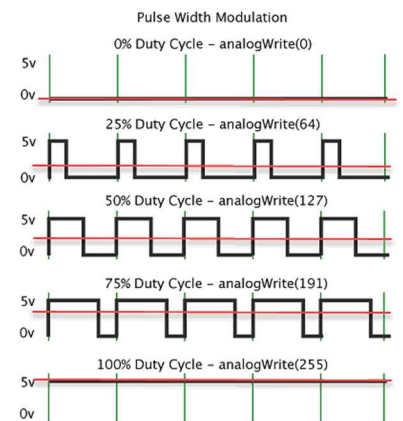 Pulse Width Modulation
0% Duty Cycle – analogWrite(0)
5v
0v
25% Duty Cycle – analogWrite(64)
5v
0v
50% Duty Cycle – analogWrite(127)
5v
0v
75% Duty Cycle – analogWrite(191)
5v
0v
100% Duty Cycle – analogWrite(255)
5v
0v